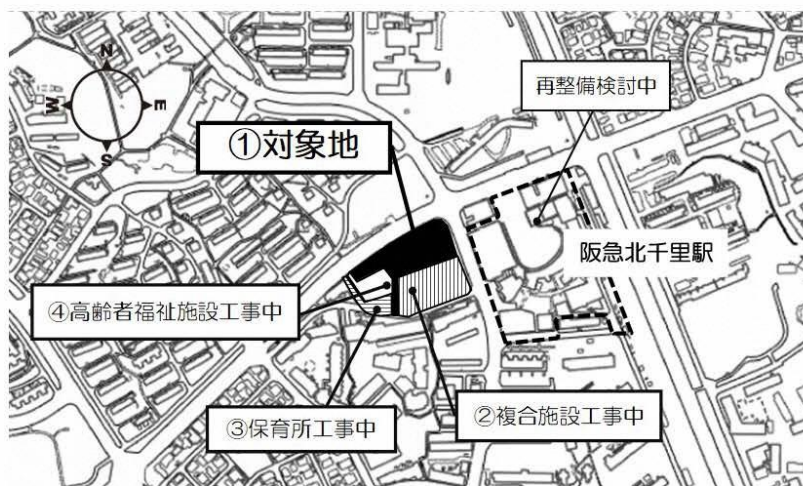 N
W
E
S
再整備検討中
①対象地
阪急北千里駅
④高齢者福祉施設工事中
③保育所工事中
②複合施設工事中